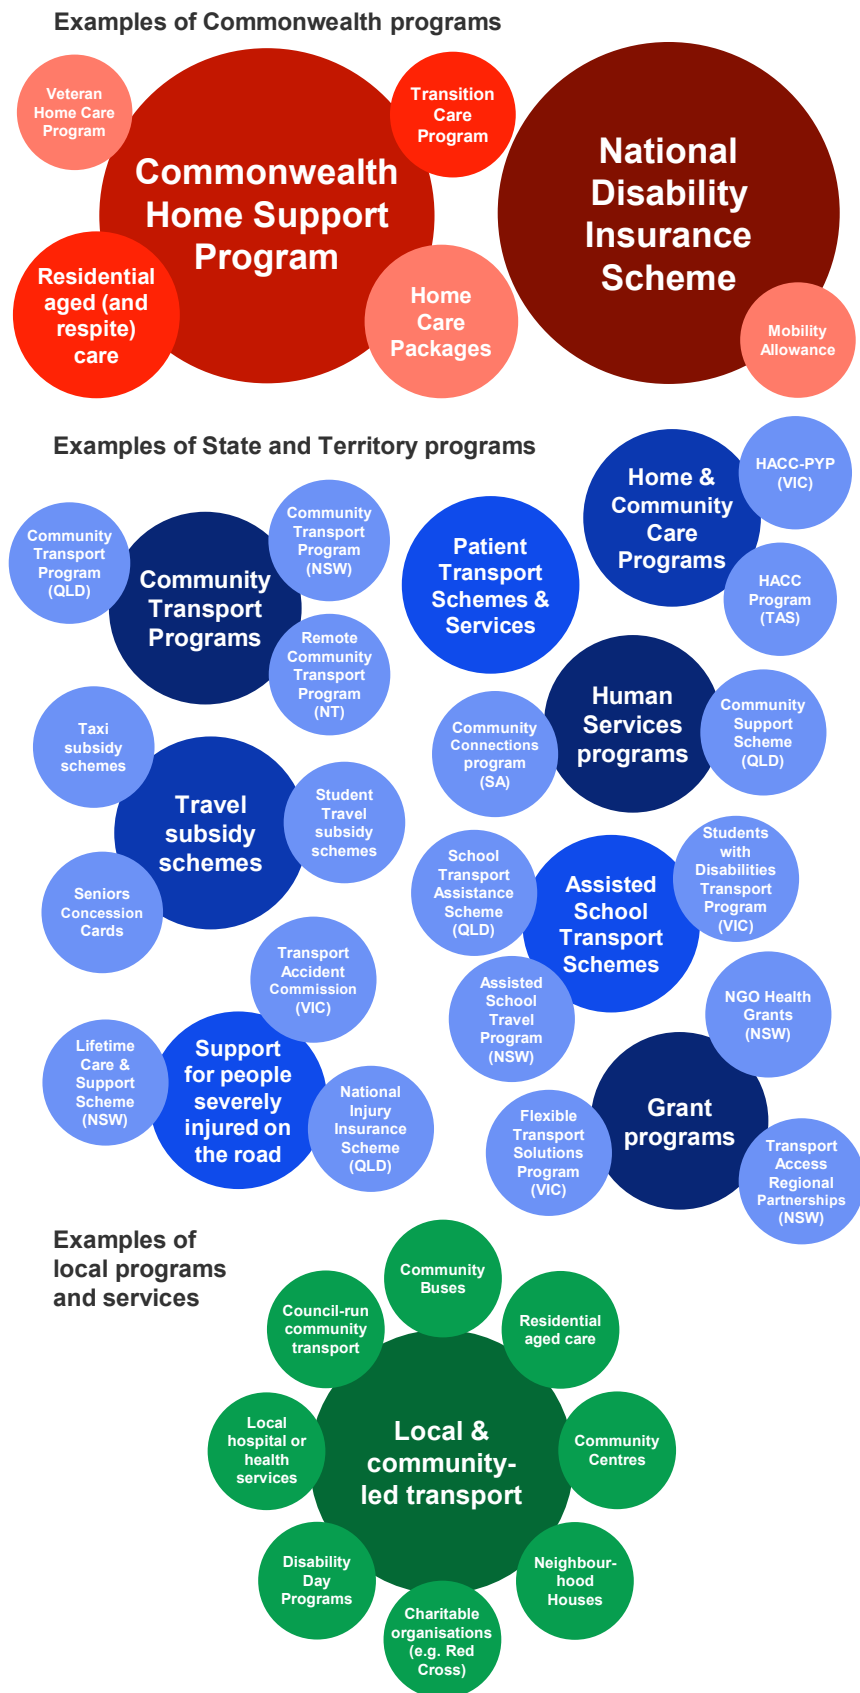 Examples of Commonwealth programs
Veteran
Home Care
Program
Commonwealth
Home Support
Program
Transition
Care
Program
National
Disability
Insurance
Scheme
Residential
aged (and
respite)
care
Home
Care
Packages
Mobility
Allowance
Examples of State and Territory programs
Community
Transport
Program
(QLD)
Community
Transport
Programs
Community
Transport
Program
(NSW)
Remote
Community
Transport
Program
(NT)
Patient
Transport
Schemes &
Services
Home &
Community
Care
Programs
HACC-PYP
(VIC)
HACC
Program
(TAS)
Taxi
subsidy
schemes
Travel
subsidy
schemes
Student
Travel
subsidy
schemes
Seniors
Concession
Cards
Community
Connections
program
(SA)
Human
Services
programs
Community
Support
Scheme
(QLD)
School
Transport
Assistance
Scheme
(QLD)
Assisted
School
Transport
Schemes
Students
with
Disabilities
Transport
Program
(VIC)
Assisted
School
Travel
Program
(NSW)
Transport
Accident
Commission
(VIC)
Lifetime
Care &
Support
Scheme
(NSW)
Support
for people
severely
injured on
the road
National
Injury
Insurance
Scheme
(QLD)
NGO Health
Grants
(NSW)
Grant
programs
Flexible
Transport
Solutions
Program
(VIC)
Transport
Access
Regional
Partnerships
(NSW)
Examples of
local programs
and services
Community
Buses
Council-run
community
transport
Residential
aged care
Local
hospital or
health
services
Local &
community-
led transport
Community
Centres
Disability
Day
Programs
Neighbour-
hood
Houses
Charitable
organisations
(e.g. Red
Cross)